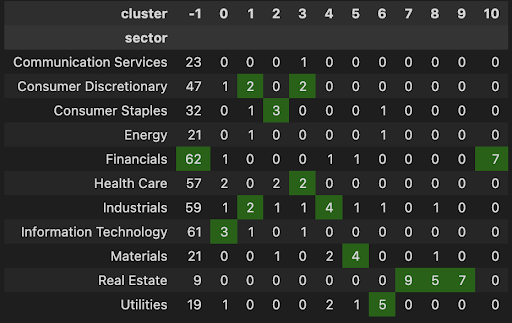 cluster -1 0 1 2 3 4 5 6 7 8 9 10
sector
Communication Services 23 0 0 0 1 0 0 0 0 0 0 0
Consumer Discretionary 47 1 2 0 2 0 0 0 0 0 0 0
Consumer Staples 32 0 1 3 0 0 0 1 0 0 0 0
Energy 21 0 1 0 0 0 0 1 0 0 0 0
Financials 62 1 0 0 0 1 1 0 0 0 0 7
Health Care 57 2 0 2 2 0 0 0 0 0 0 0
Industrials 59 1 2 1 1 4 1 1 0 1 0 0
Information Technology 61 3 1 0 1 0 0 0 0 0 0 0
Materials 21 0 0 1 0 2 4 0 0 1 0 0
Real Estate 9 0 0 0 0 0 0 0 9 5 7 0
Utilities 19 1 0 0 0 2 1 5 0 0 0 0